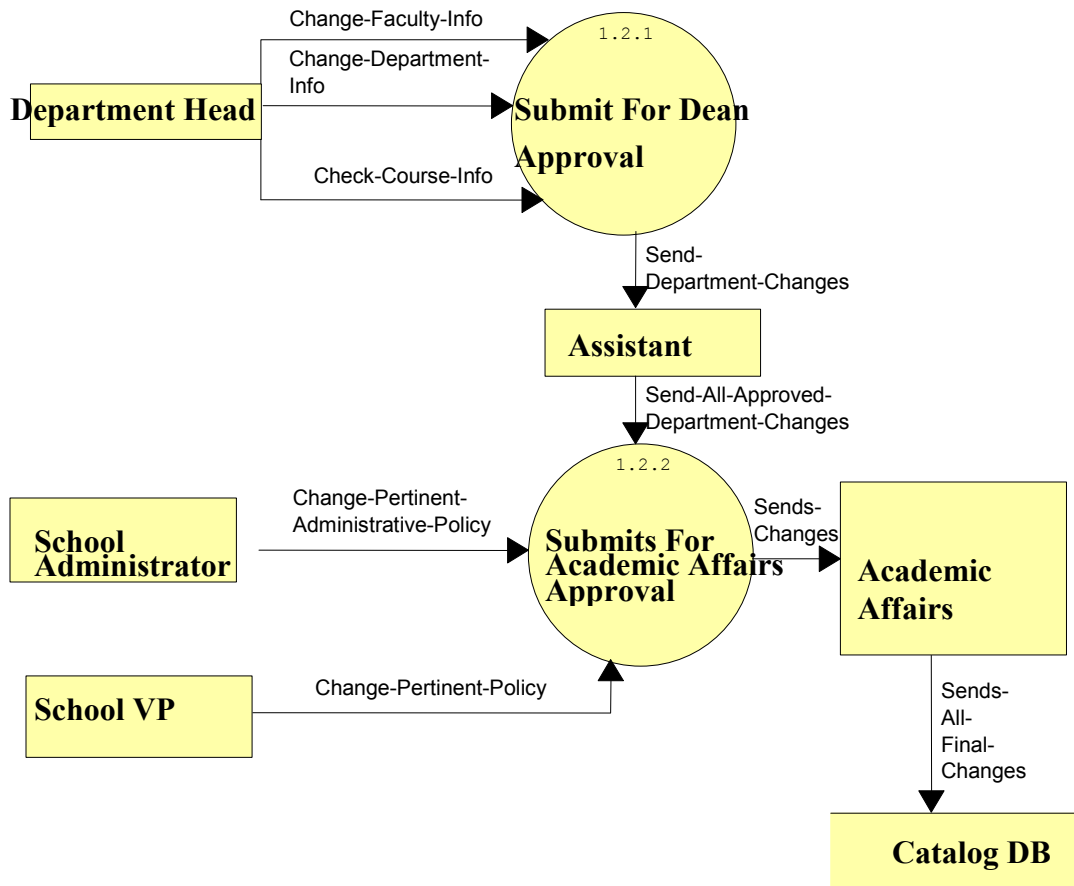 Change-Faculty-Info
1.2.1
Change-Department-
Info
Department Head
Submit For Dean
Approval
Check-Course-Info
Send-
Department-Changes
Assistant
Send-All-Approved-
Department-Changes
1.2.2
Change-Pertinent-
Administrative-Policy
Sends-
Changes
School
Administrator
Submits For
Academic Affairs
Approval
Academic
Affairs
Change-Pertinent-Policy
School VP
Sends-
All-
Final-
Changes
Catalog DB